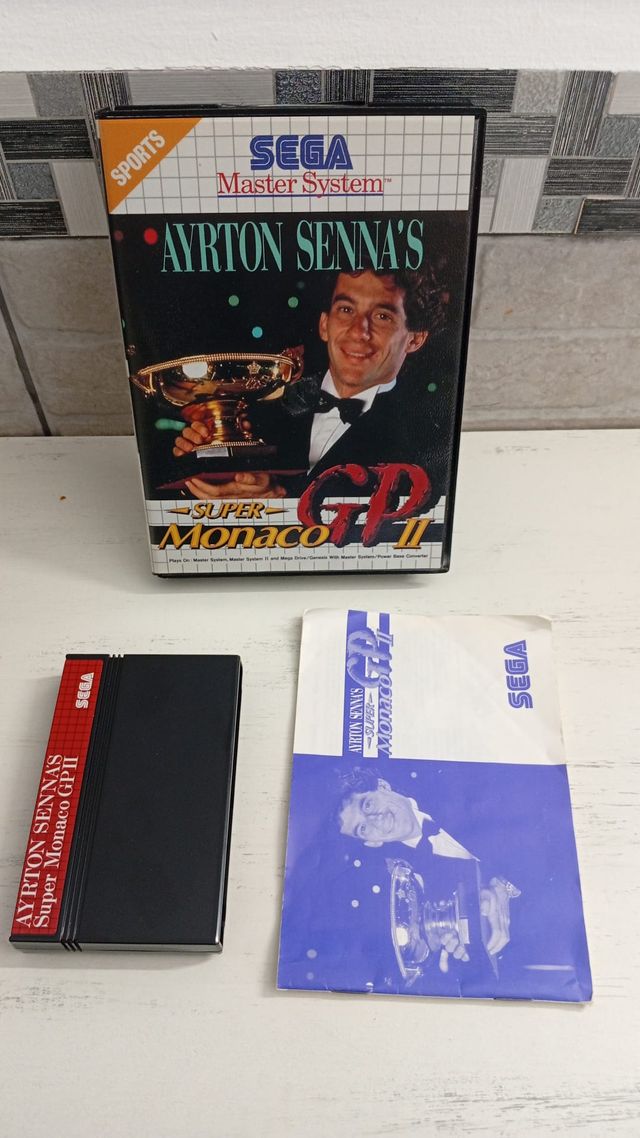 SPORTS
SEGA
Master System™
AYRTON SENNA'S
SUPER
Monaco GP II
Plays On: Master System, Master System II and Mega Drive/Genesis With Master System/Power Base Converter
SEGA
AYRTON SENNA'S
Super Monaco GP II
AYRTON SENNA'S
SUPER
Monaco GP II
SEGA